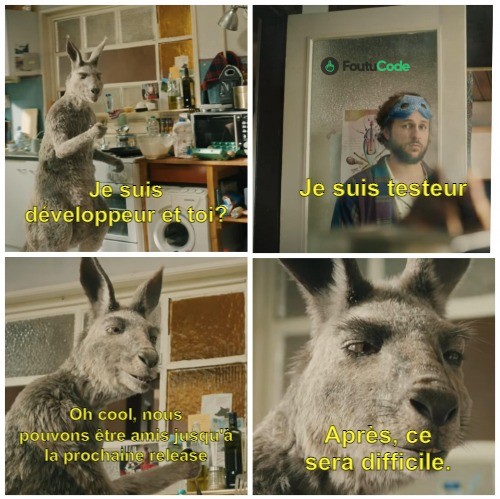 Je suis
développeur et toi?
FoutuCode
Je suis testeur
Oh cool, nous
pouvons être amis jusqu'à
la prochaine release
Après, ce
sera difficile.